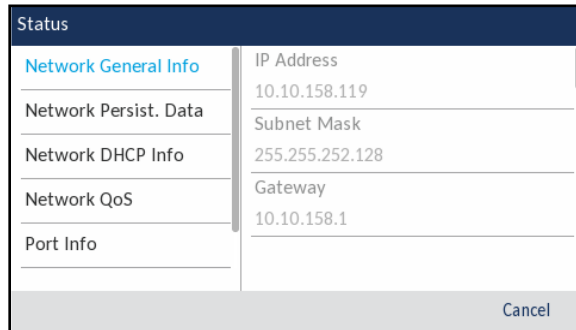 Status
Network General Info
Network Persist. Data
Network DHCP Info
Network QoS
Port Info
IP Address
10.10.158.119
Subnet Mask
255.255.252.128
Gateway
10.10.158.1
Cancel